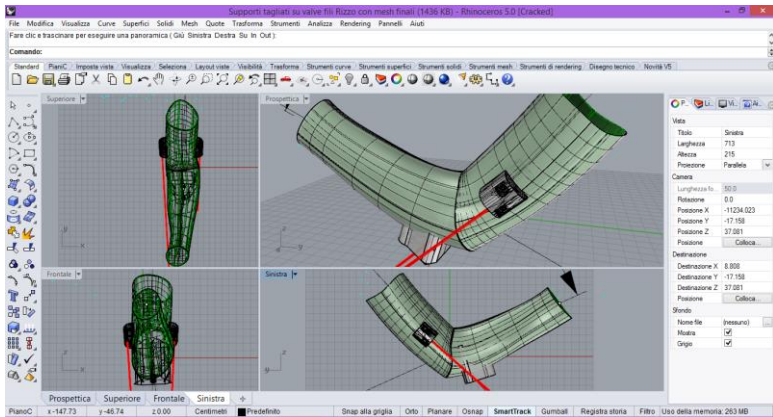 Supporti tagliati su valve fili Rizzo con mesh finali (1436 KB) - Rhinoceros 5.0 [Cracked]
File Modifica Visualizza Curve Superfici Solidi Mesh Quote Trasforma Strumenti Analizza Rendering Pannelli Aiuti
Fare clic e trascinare per eseguire una panoramica ( Giù Sinistra Destra Su In Out ):
Comando:
Standard PianiC Imposta vista Visualizza Seleziona Layout viste Visibilità Trasforma Strumenti curve Strumenti superfici Strumenti solidi Strumenti mesh Strumenti di rendering Disegno tecnico Novità V5
Superiore
Prospettica
Frontale
Sinistra
P.. Li.. Vi.. Ai..
Vista
Titolo Sinistra
Larghezza 713
Altezza 215
Proiezione Parallela
Camera
Lunghezza fo... 50.0
Rotazione 0.0
Posizione X -11234.023
Posizione Y -17.158
Posizione Z 37.081
Posizione Colloca...
Destinazione
Destinazione X 8.808
Destinazione Y -17.158
Destinazione Z 37.081
Posizione Colloca...
Sfondo
Nome file (nessuno) ...
Mostra
Grigio
Prospettica Superiore Frontale Sinistra
PianoC x -147.73 y -46.74 z 0.00 Centimetri Predefinito Snap alla griglia Orto Planare Osnap SmartTrack Gumball Registra storia Filtro Uso della memoria: 263 MB